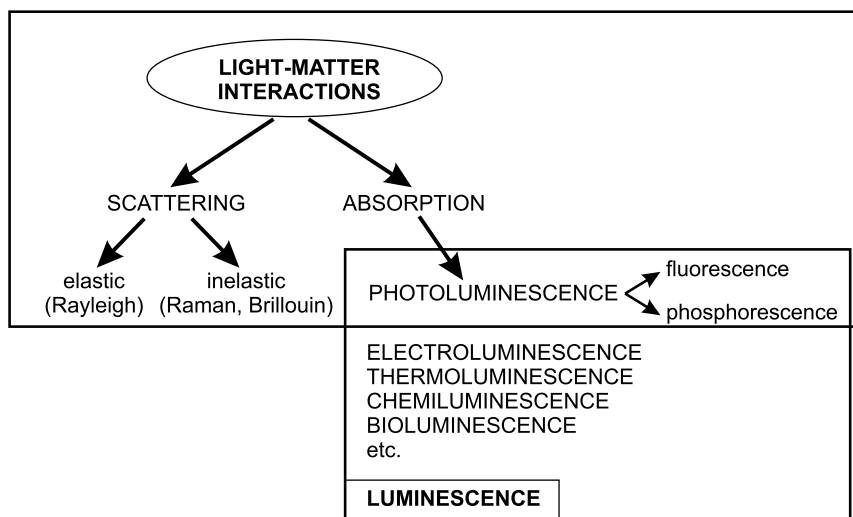 LIGHT-MATTER
INTERACTIONS
SCATTERING
ABSORPTION
elastic
(Rayleigh)
inelastic
(Raman, Brillouin)
PHOTOLUMINESCENCE
fluorescence
phosphorescence
ELECTROLUMINESCENCE
THERMOLUMINESCENCE
CHEMILUMINESCENCE
BIOLUMINESCENCE
etc.
LUMINESCENCE